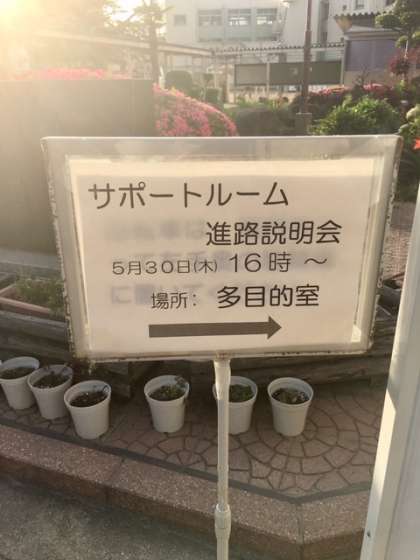 サポートルーム
進路説明会
5月30日(木) 16時 ～
場所： 多目的室